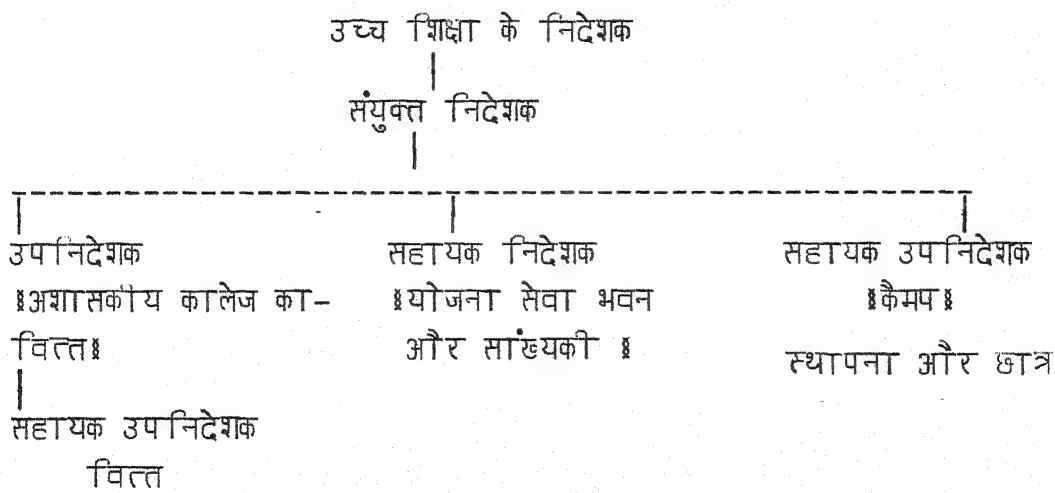 उच्च शिक्षा के निदेशक
संयुक्त निदेशक
उपनिदेशक
सहायक निदेशक
सहायक उपनिदेशक
﴾अशासकीय कालेज का-
﴾योजना सेवा भवन
﴾कैमप﴿
वित्त﴿
और सांख्यकी ﴿
स्थापना और छात्र
सहायक उपनिदेशक
वित्त